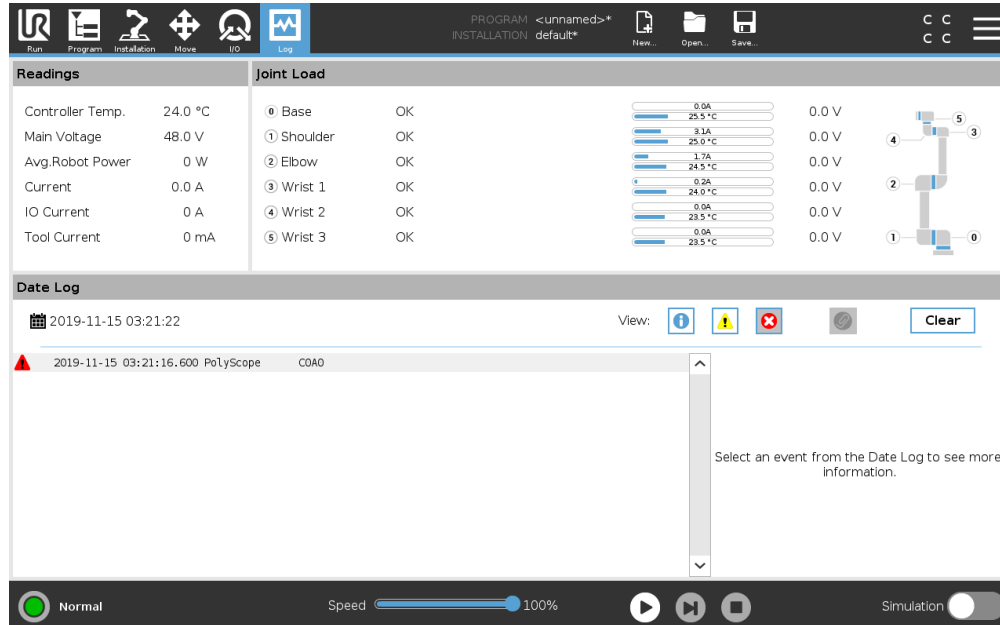 PROGRAM <unnamed>*
INSTALLATION default*
C C
C C
UR
Run Program Installation Move I/O Log New... Open... Save...
Readings
Controller Temp. 24.0 °C
Main Voltage 48.0 V
Avg.Robot Power 0 W
Current 0.0 A
IO Current 0 A
Tool Current 0 mA
Joint Load
0 Base OK 0.0A 25.5 °C 0.0 V
1 Shoulder OK 3.1A 25.0 °C 0.0 V
2 Elbow OK 1.7A 24.5 °C 0.0 V
3 Wrist 1 OK 0.2A 24.0 °C 0.0 V
4 Wrist 2 OK 0.0A 23.5 °C 0.0 V
5 Wrist 3 OK 0.0A 23.5 °C 0.0 V
5
3
4
2
1
0
Date Log
2019-11-15 03:21:22
View:
Clear
2019-11-15 03:21:16.600 PolyScope C0A0
Select an event from the Date Log to see more
information.
Normal
Speed 100%
Simulation